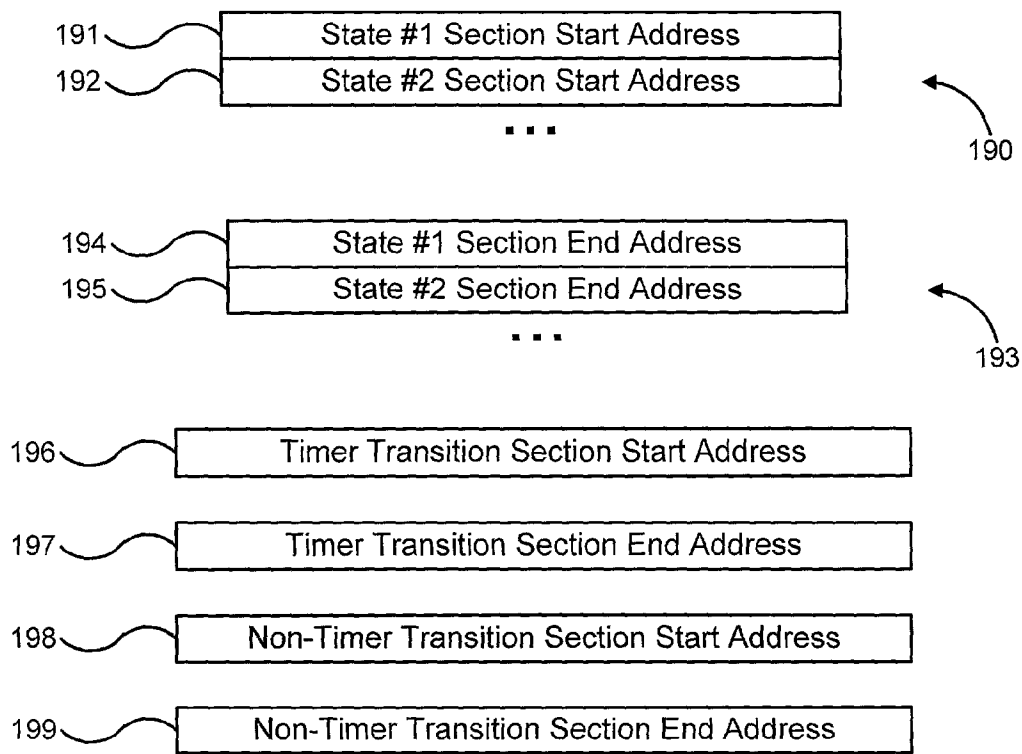 191 State #1 Section Start Address
192 State #2 Section Start Address
...
190
194 State #1 Section End Address
195 State #2 Section End Address
...
193
196 Timer Transition Section Start Address
197 Timer Transition Section End Address
198 Non-Timer Transition Section Start Address
199 Non-Timer Transition Section End Address